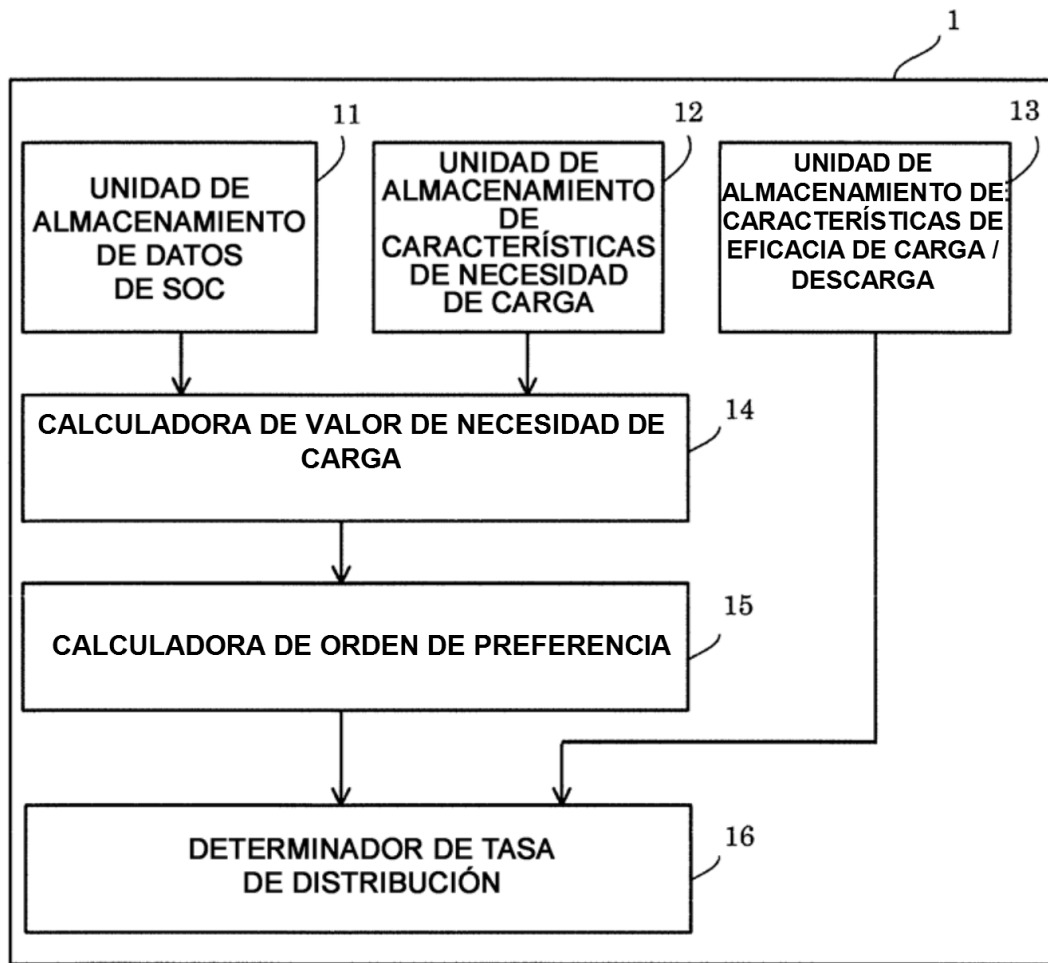 1
11
12
13
UNIDAD DE
ALMACENAMIENTO
DE DATOS
DE SOC
UNIDAD DE
ALMACENAMIENTO
DE
CARACTERÍSTICAS
DE NECESIDAD
DE CARGA
UNIDAD DE
ALMACENAMIENTO DE
CARACTERÍSTICAS DE
EFICACIA DE CARGA /
DESCARGA
CALCULADORA DE VALOR DE NECESIDAD DE
CARGA
14
CALCULADORA DE ORDEN DE PREFERENCIA
15
DETERMINADOR DE TASA
DE DISTRIBUCIÓN
16